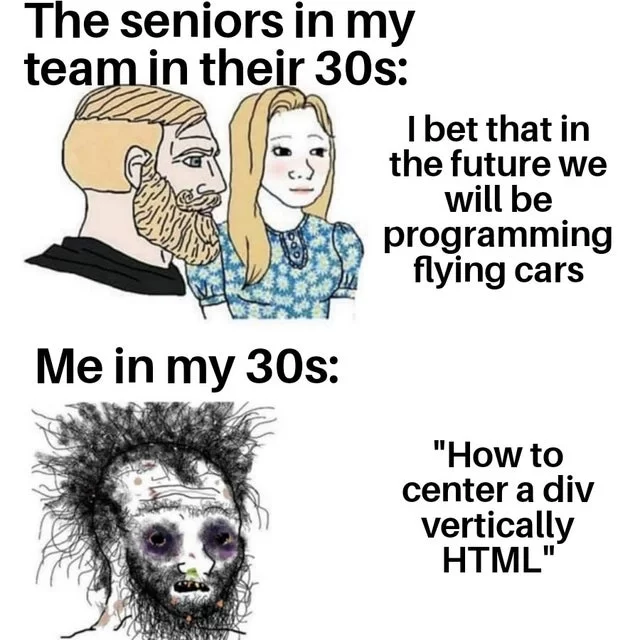 The seniors in my
team in their 30s:
I bet that in
the future we
will be
programming
flying cars
Me in my 30s:
"How to
center a div
vertically
HTML"